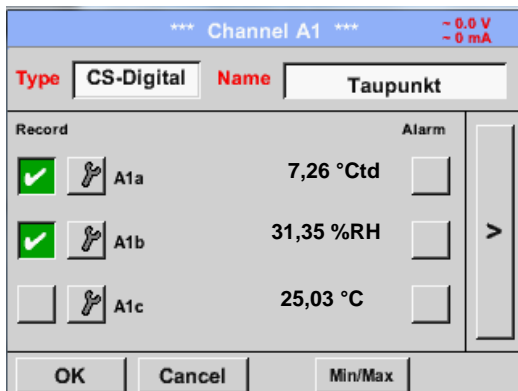 *** Channel A1 ***
~ 0.0 V
~ 0 mA
Type CS-Digital Name Taupunkt
Record Alarm
A1a 7,26 °Ctd
A1b 31,35 %RH >
A1c 25,03 °C
OK Cancel Min/Max